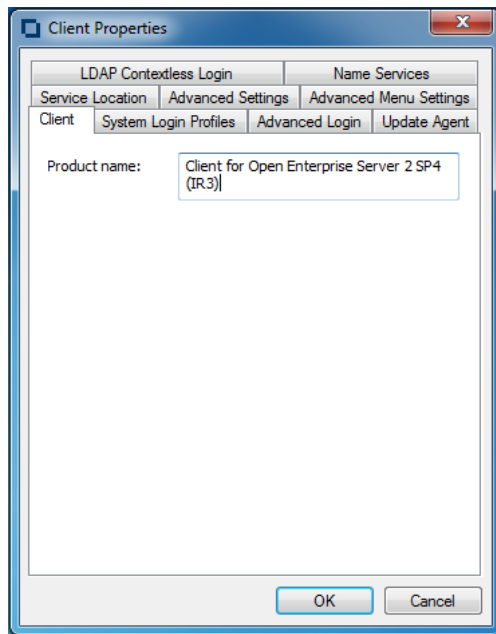 Client Properties
LDAP Contextless Login
Name Services
Service Location
Advanced Settings
Advanced Menu Settings
Client
System Login Profiles
Advanced Login
Update Agent
Product name:
Client for Open Enterprise Server 2 SP4
(IR3)
OK
Cancel